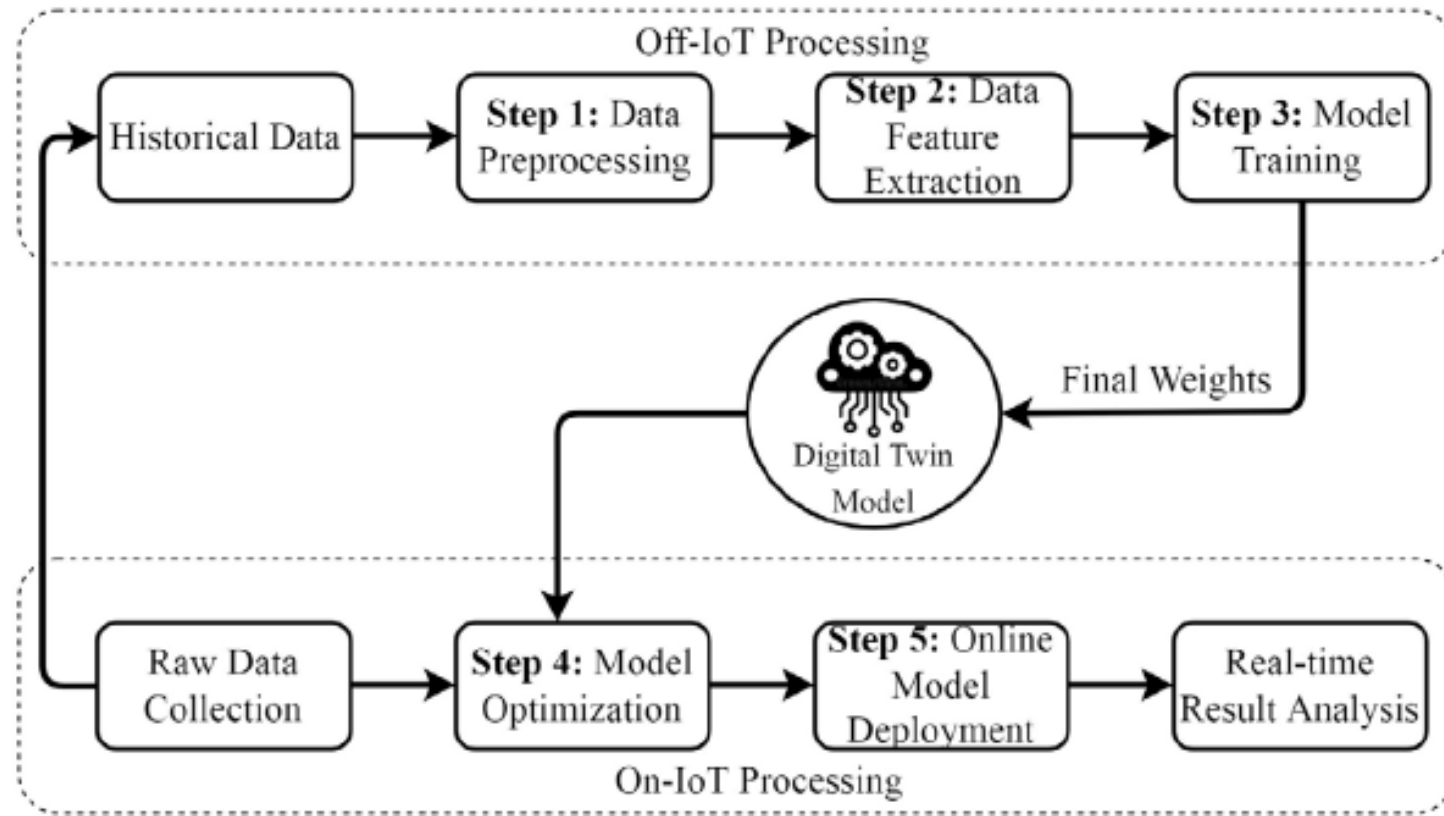 Off-IoT Processing
Historical Data
Step 1: Data
Preprocessing
Step 2: Data
Feature
Extraction
Step 3: Model
Training
Final Weights
Digital Twin
Model
Raw Data
Collection
Step 4: Model
Optimization
Step 5: Online
Model
Deployment
Real-time
Result Analysis
On-IoT Processing